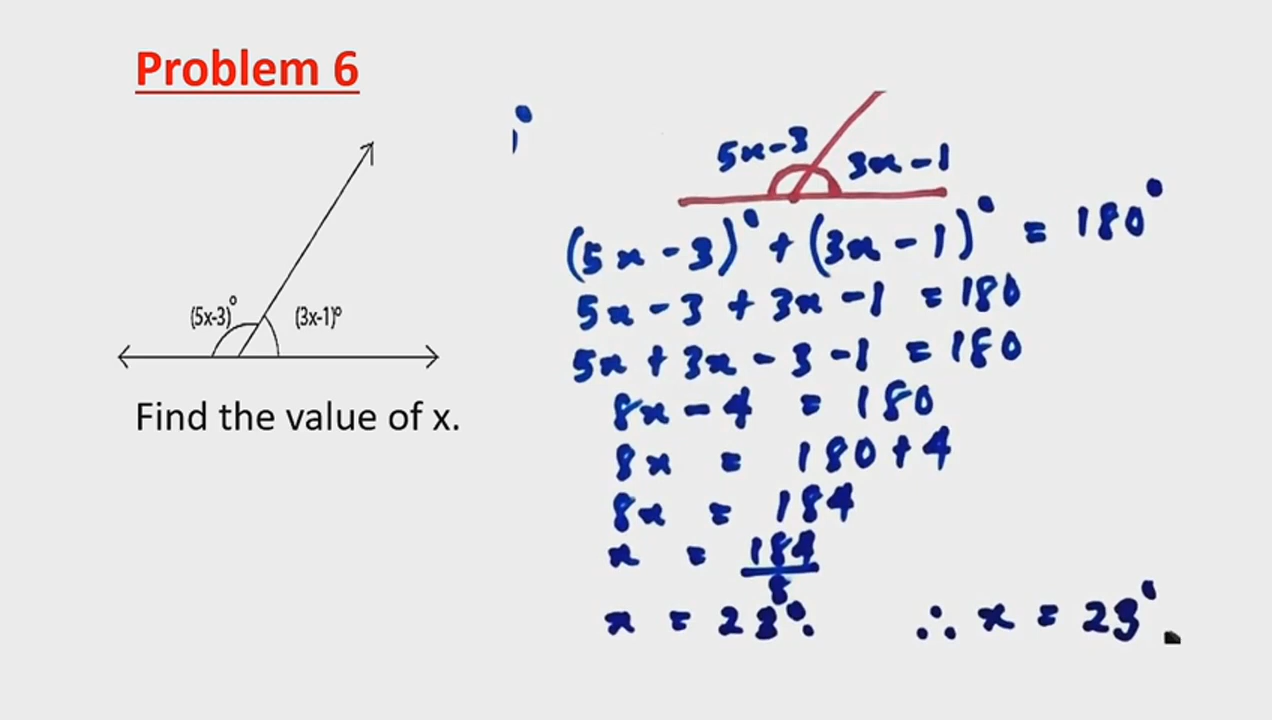 Problem 6
(5x-3)°
(3x-1)°
Find the value of x.
5x-3
3x-1
(5x-3)° + (3x-1)° = 180°
5x-3 + 3x-1 = 180
5x + 3x - 3 - 1 = 180
8x - 4 = 180
8x = 180 + 4
8x = 184
x = 184
8
x = 23°.
∴ x = 23°.